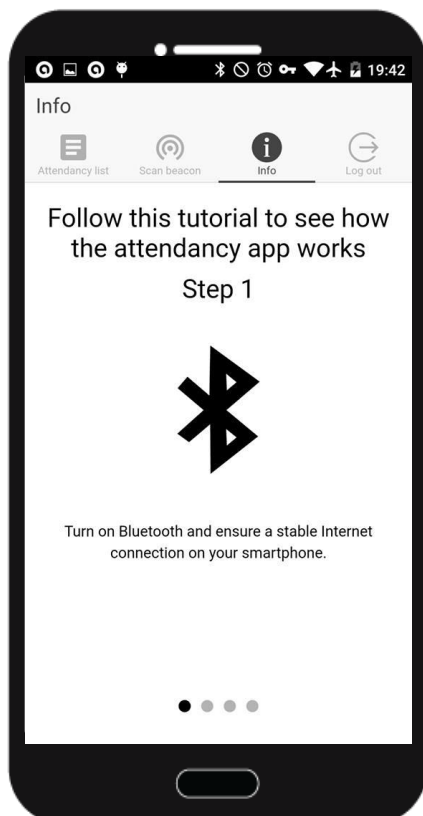 19:42
Info
Attendancy list
Scan beacon
Info
Log out
Follow this tutorial to see how
the attendancy app works
Step 1
Turn on Bluetooth and ensure a stable Internet
connection on your smartphone.